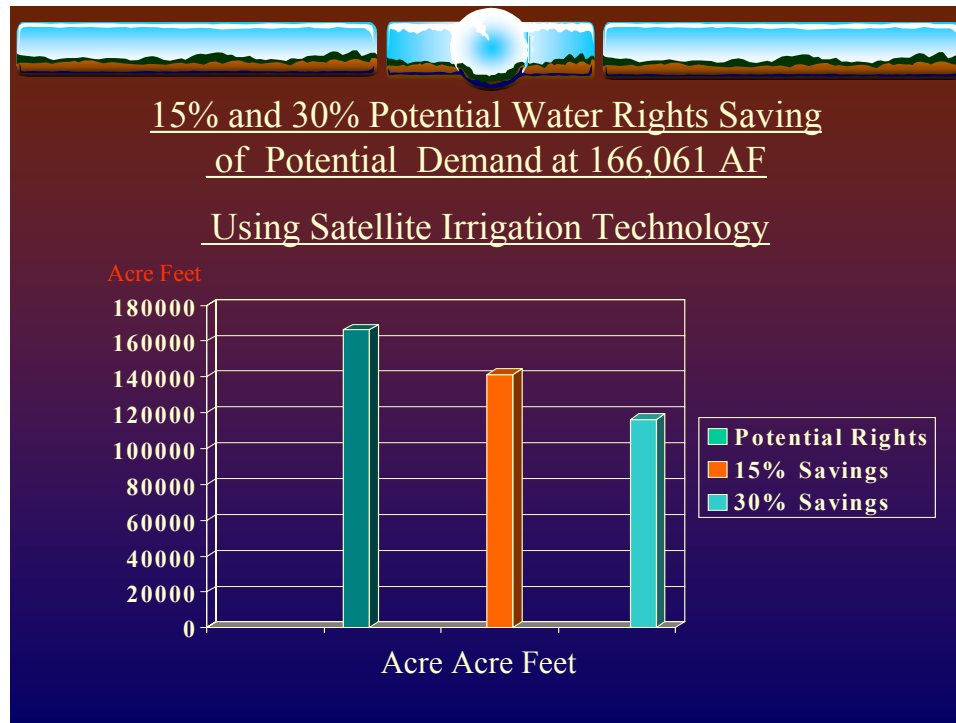 15% and 30% Potential Water Rights Saving
of Potential Demand at 166,061 AF
Using Satellite Irrigation Technology
Acre Feet
180000
160000
140000
120000
100000
80000
60000
40000
20000
0
Potential Rights
15% Savings
30% Savings
Acre Acre Feet